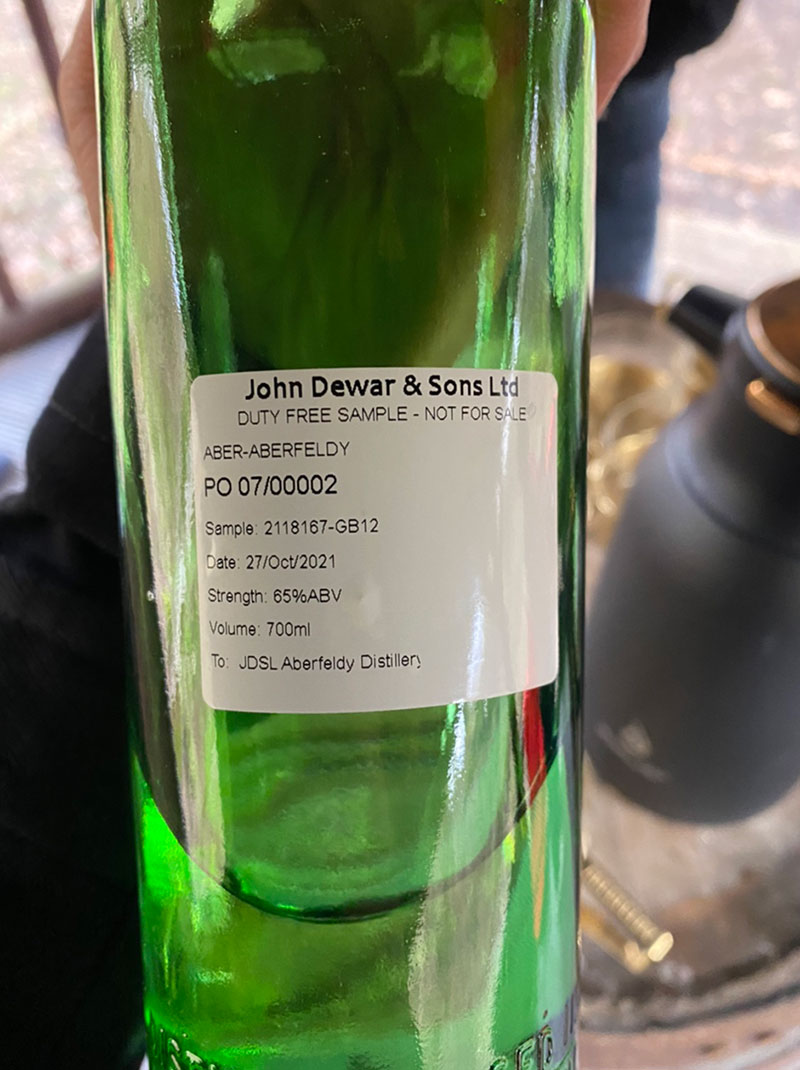 John Dewar & Sons Ltd
DUTY FREE SAMPLE - NOT FOR SALE
ABER-ABERFELDY
PO 07/00002
Sample: 2118167-GB12
Date: 27/Oct/2021
Strength: 65%ABV
Volume: 700ml
To: JDSL Aberfeldy Distillery